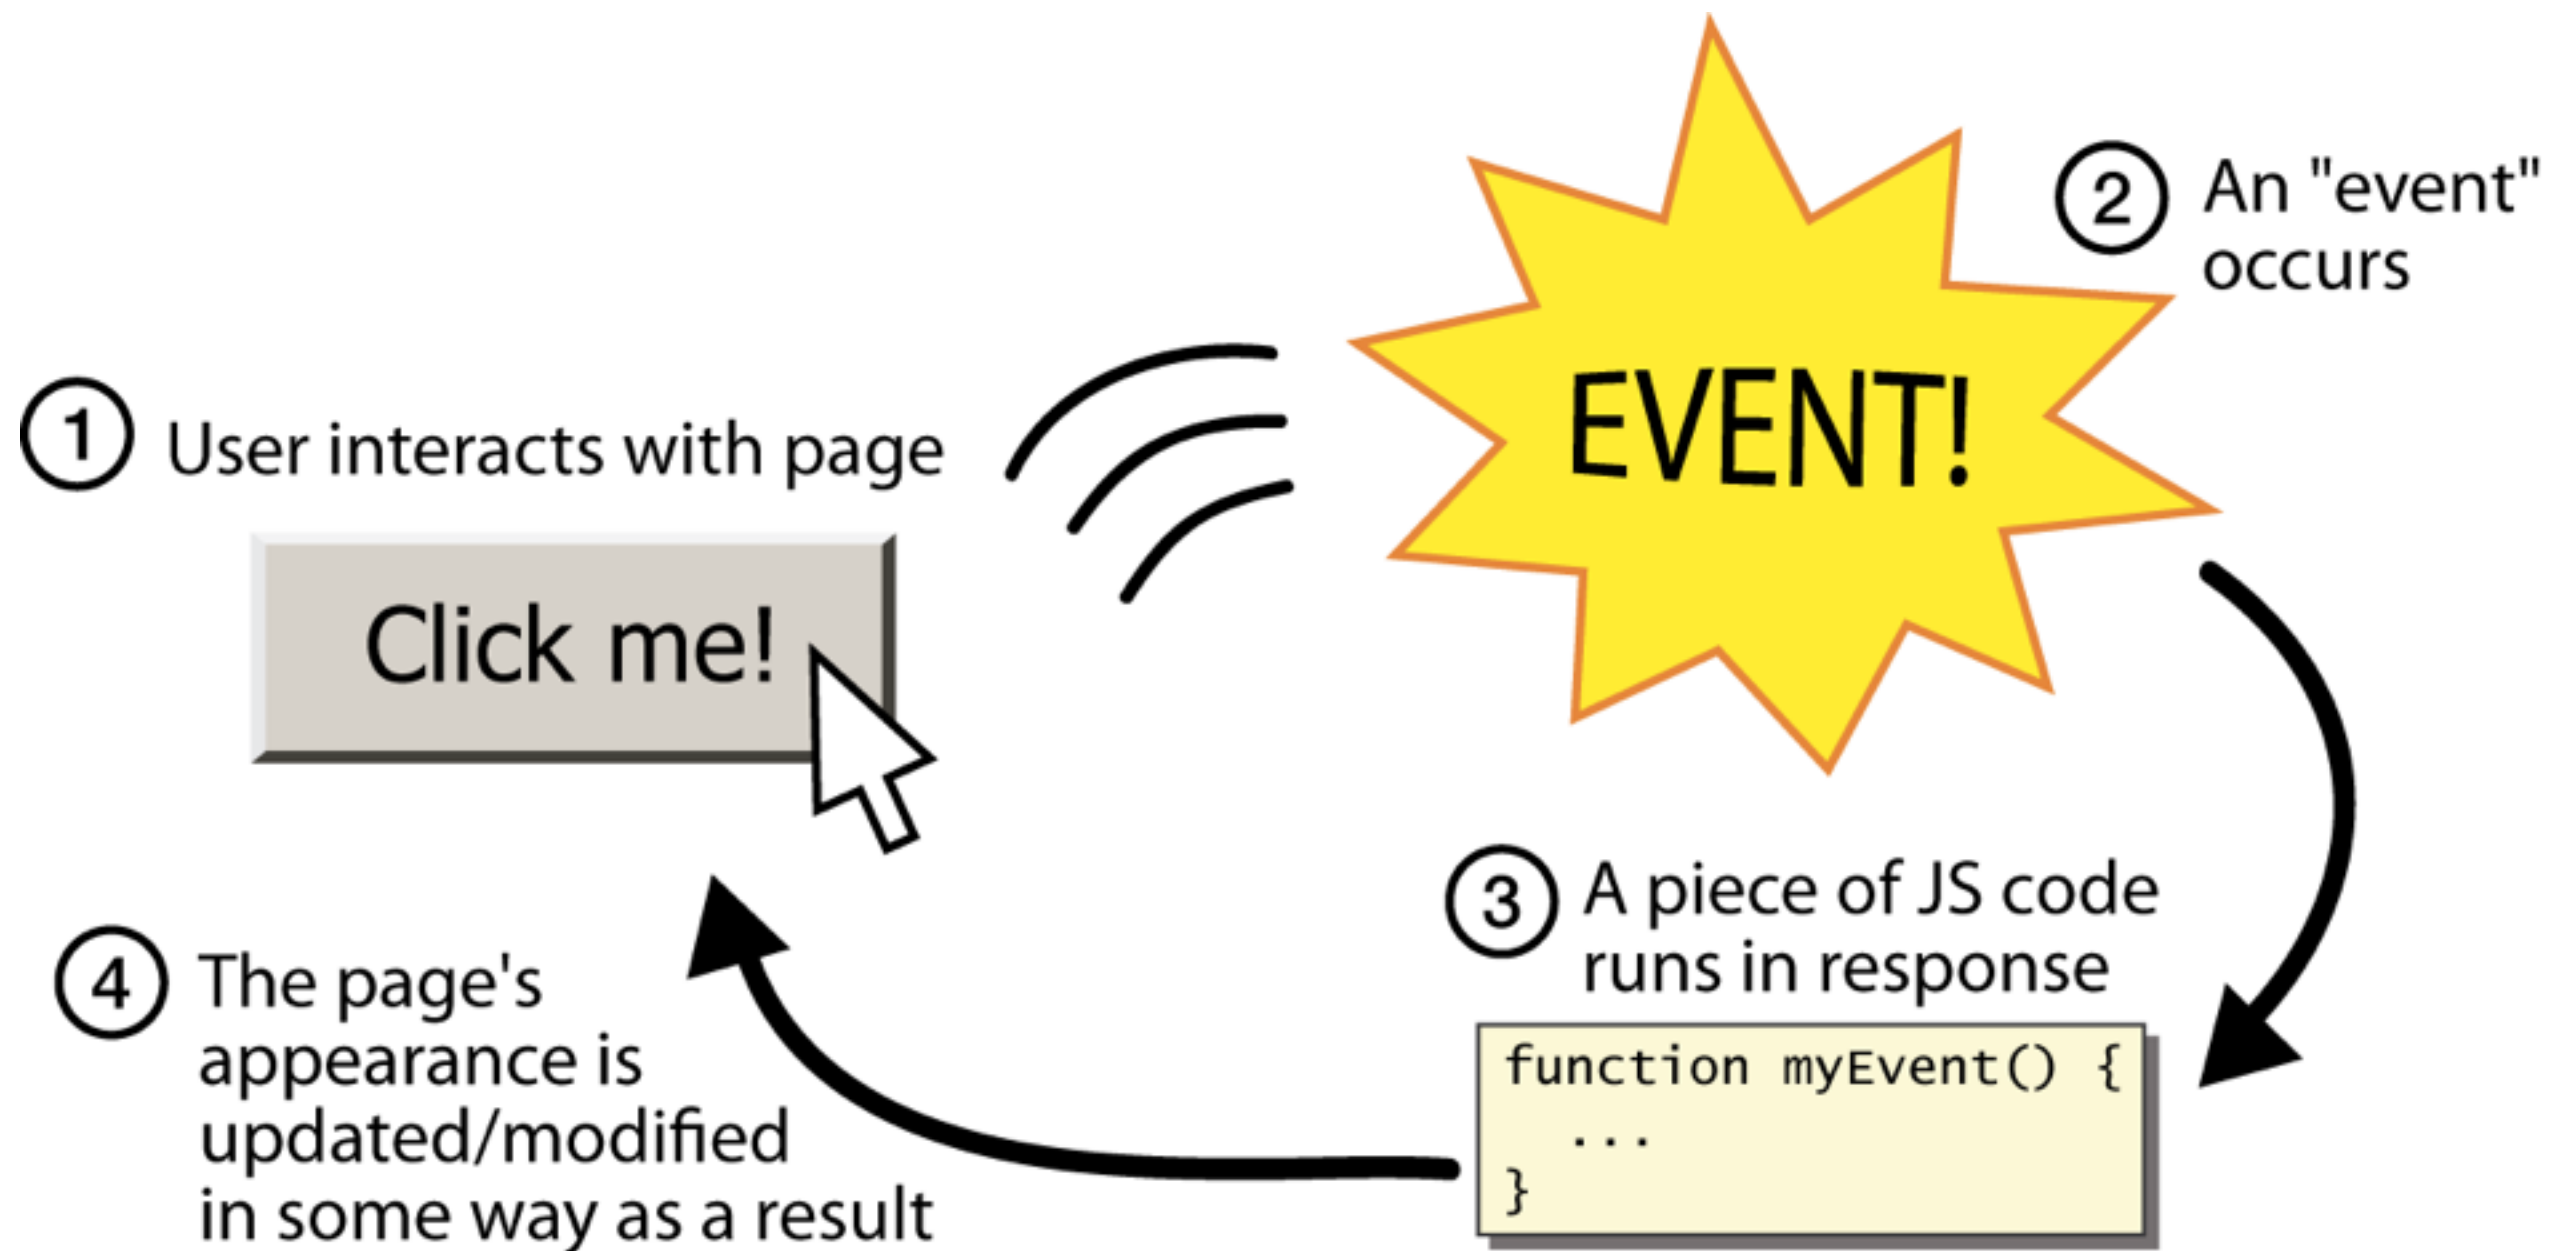 1 User interacts with page
Click me!
EVENT!
2 An "event"
occurs
3 A piece of JS code
runs in response
function myEvent() {
...
}
4 The page's
appearance is
updated/modified
in some way as a result